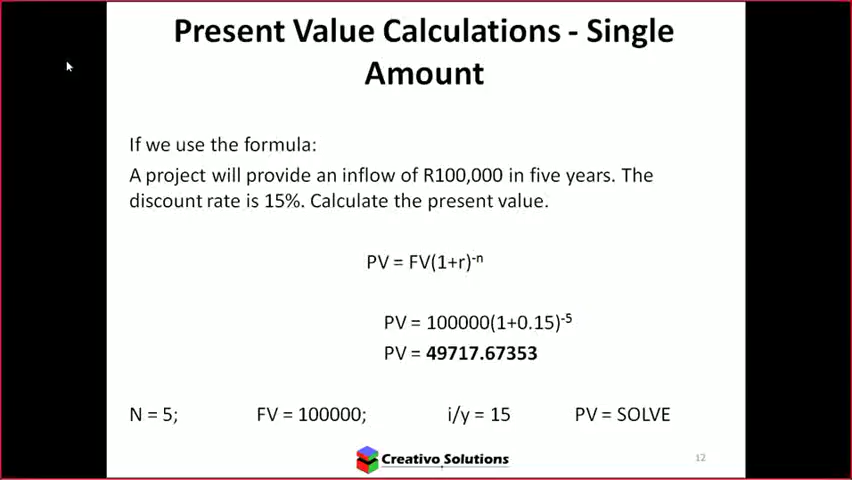 Present Value Calculations - Single
Amount
If we use the formula:
A project will provide an inflow of R100,000 in five years. The
discount rate is 15%. Calculate the present value.
PV = FV(1+r)⁻ⁿ
PV = 100000(1+0.15)⁻⁵
PV = 49717.67353
N = 5; FV = 100000; i/y = 15 PV = SOLVE
Creativo Solutions
12